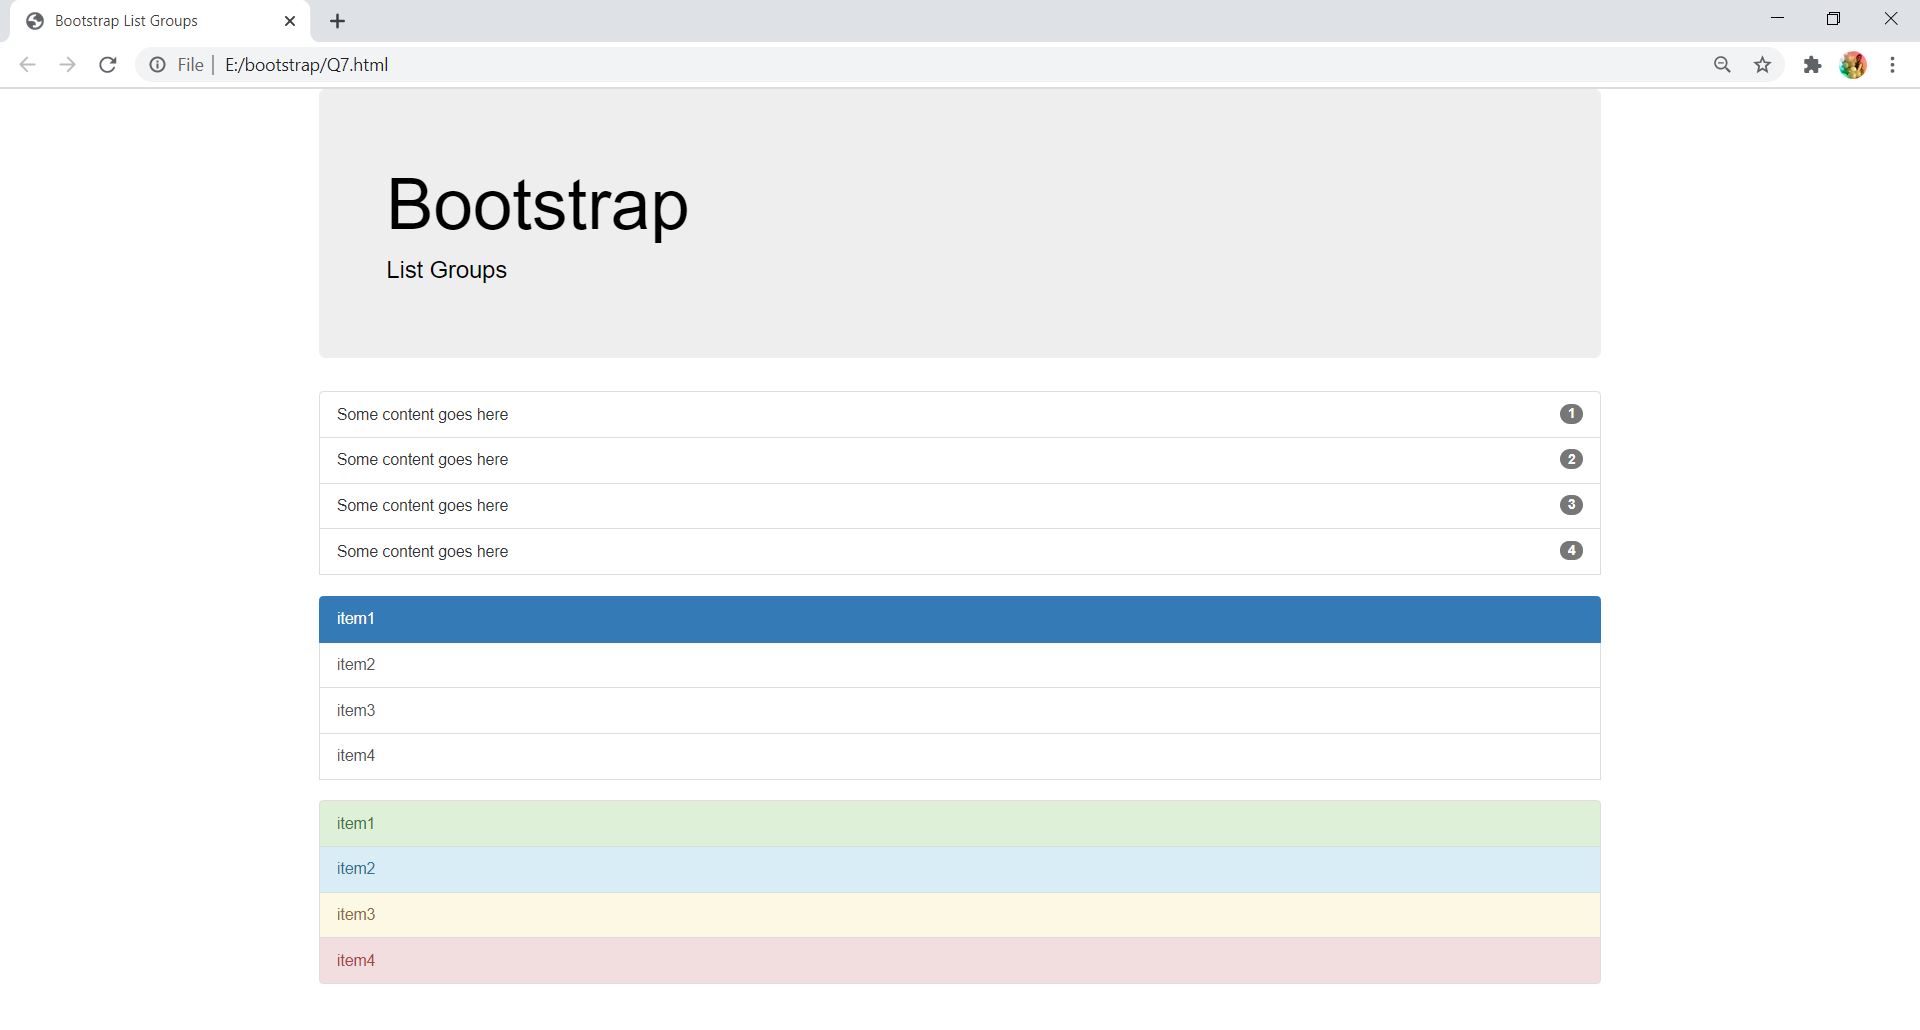 Bootstrap List Groups
File E:/bootstrap/Q7.html
Bootstrap
List Groups
Some content goes here 1
Some content goes here 2
Some content goes here 3
Some content goes here 4
item1
item2
item3
item4
item1
item2
item3
item4